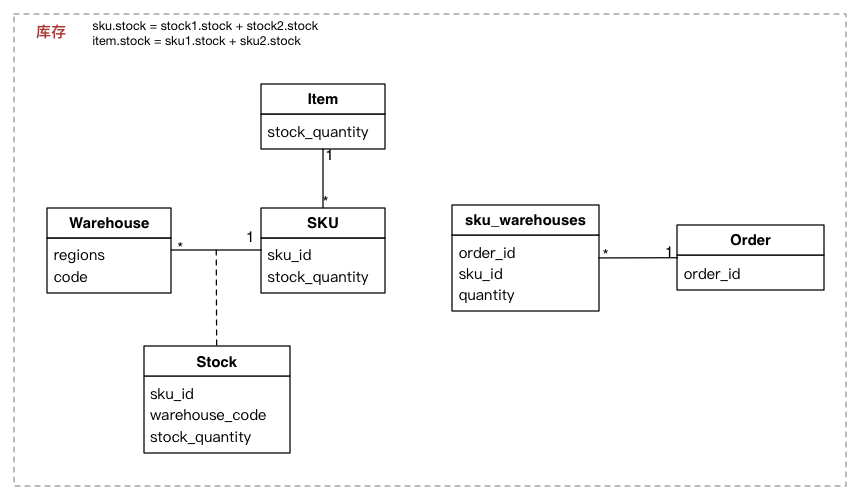 库存
sku.stock = stock1.stock + stock2.stock
item.stock = sku1.stock + sku2.stock
Item
stock_quantity
1
*
Warehouse
regions
code
*
1
SKU
sku_id
stock_quantity
sku_warehouses
order_id
sku_id
quantity
*
1
Order
order_id
Stock
sku_id
warehouse_code
stock_quantity